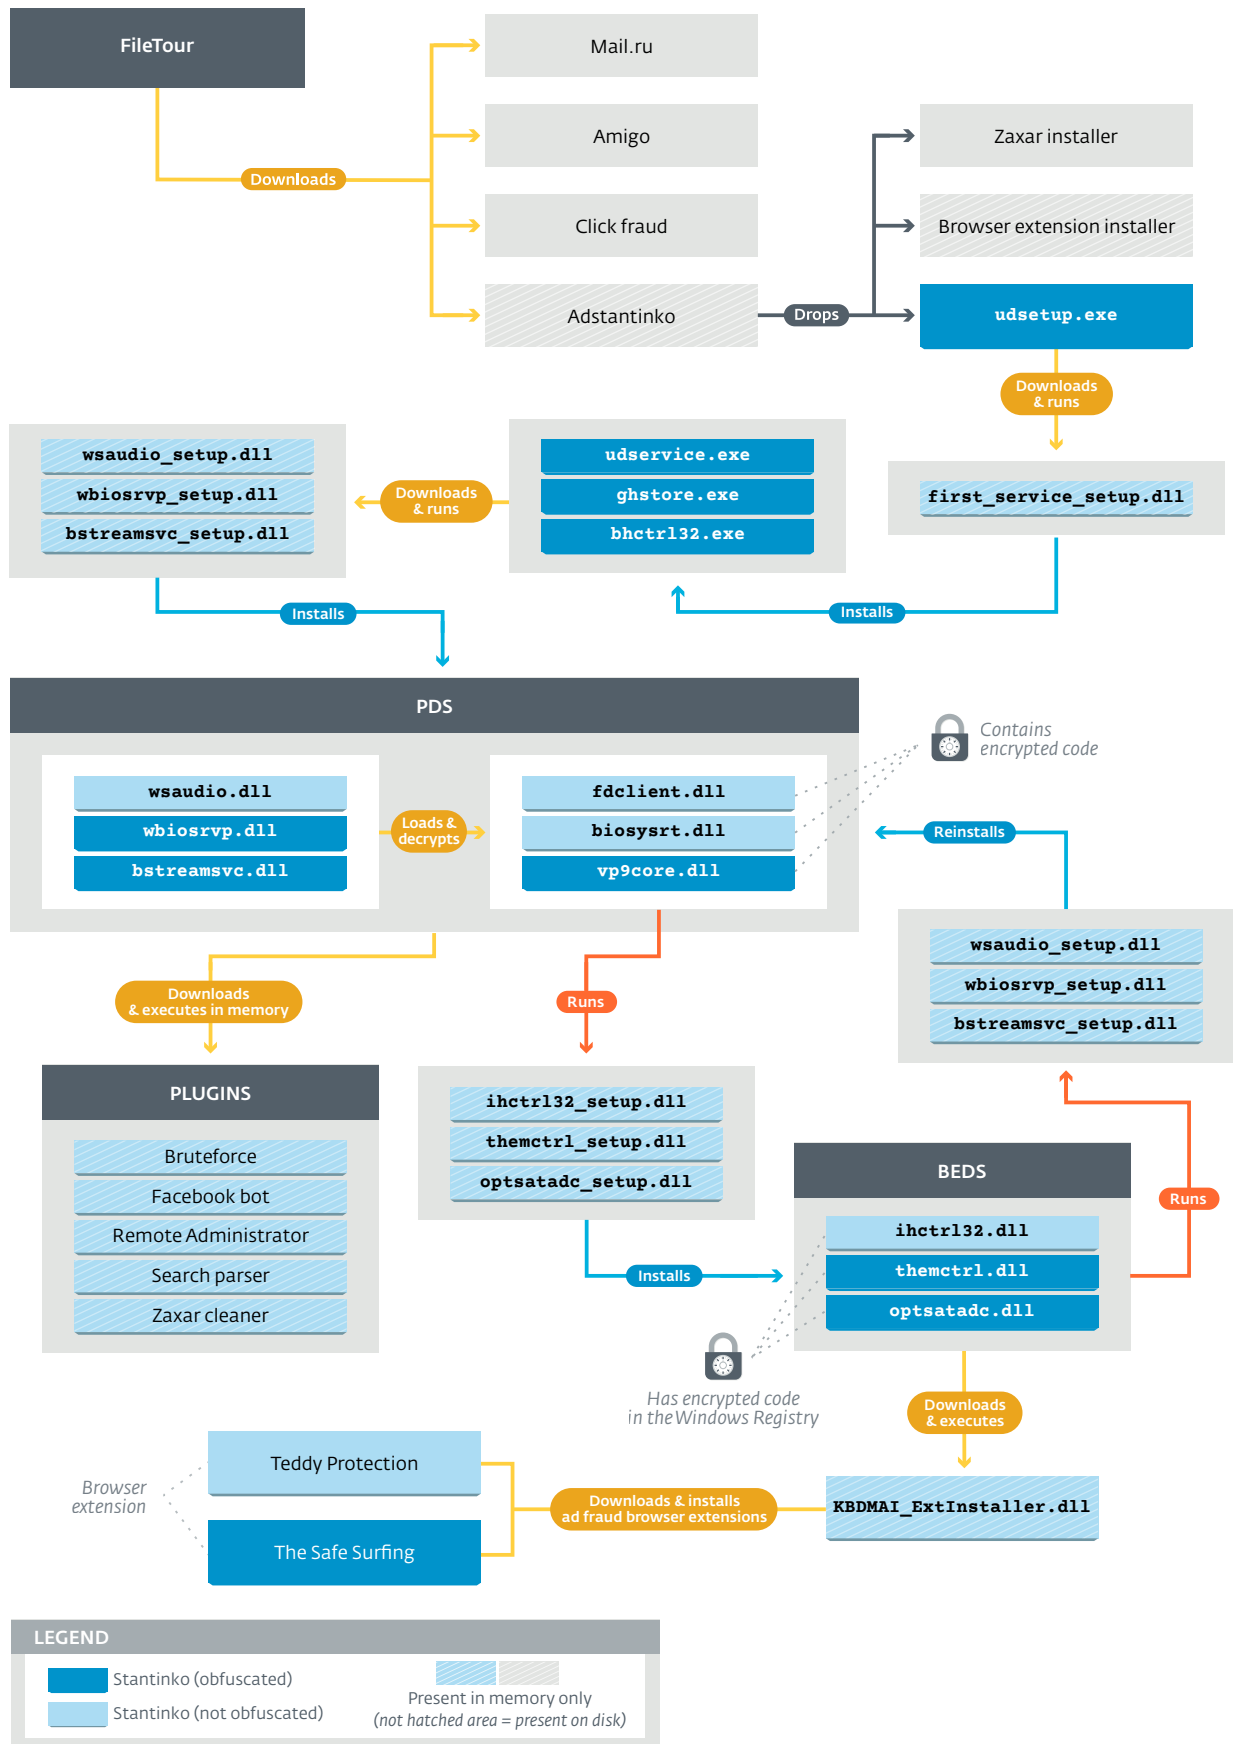 FileTour
Mail.ru
Amigo
Zaxar installer
Downloads
Click fraud
Browser extension installer
Adstantinko
Drops
udsetup.exe
Downloads
& runs
wsaudio_setup.dll
wbiosrvp_setup.dll
bstreamsvc_setup.dll
Downloads
& runs
udservice.exe
ghstore.exe
bhctrl32.exe
first_service_setup.dll
Installs
Installs
PDS
Contains
encrypted code
wsaudio.dll
wbiosrvp.dll
bstreamsvc.dll
Loads &
decrypts
fdclient.dll
biosysrt.dll
vp9core.dll
Reinstalls
wsaudio_setup.dll
wbiosrvp_setup.dll
bstreamsvc_setup.dll
Downloads
& executes in memory
Runs
PLUGINS
Bruteforce
Facebook bot
Remote Administrator
Search parser
Zaxar cleaner
ihctrl32_setup.dll
themctrl_setup.dll
optsatadc_setup.dll
BEDS
Runs
ihctrl32.dll
themctrl.dll
optsatadc.dll
Installs
Has encrypted code
in the Windows Registry
Downloads
& executes
Teddy Protection
Browser
extension
The Safe Surfing
Downloads & installs
ad fraud browser extensions
KBDMAI_ExtInstaller.dll
LEGEND
Stantinko (obfuscated)
Stantinko (not obfuscated)
Present in memory only
(not hatched area = present on disk)